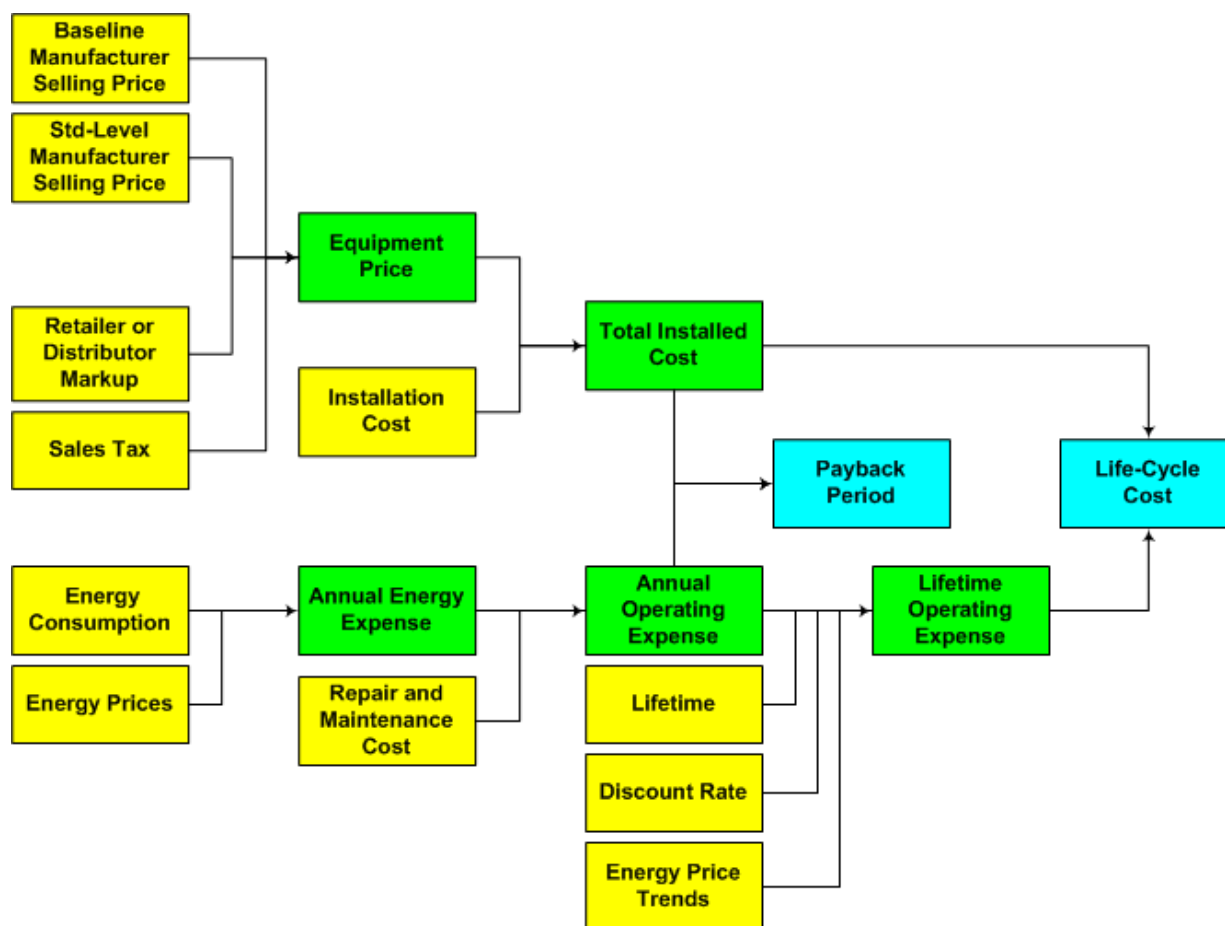 Baseline
Manufacturer
Selling Price
Std-Level
Manufacturer
Selling Price
Equipment
Price
Retailer or
Distributor
Markup
Total Installed
Cost
Installation
Cost
Sales Tax
Payback
Period
Life-Cycle
Cost
Energy
Consumption
Annual Energy
Expense
Annual
Operating
Expense
Lifetime
Operating
Expense
Energy Prices
Repair and
Maintenance
Cost
Lifetime
Discount Rate
Energy Price
Trends